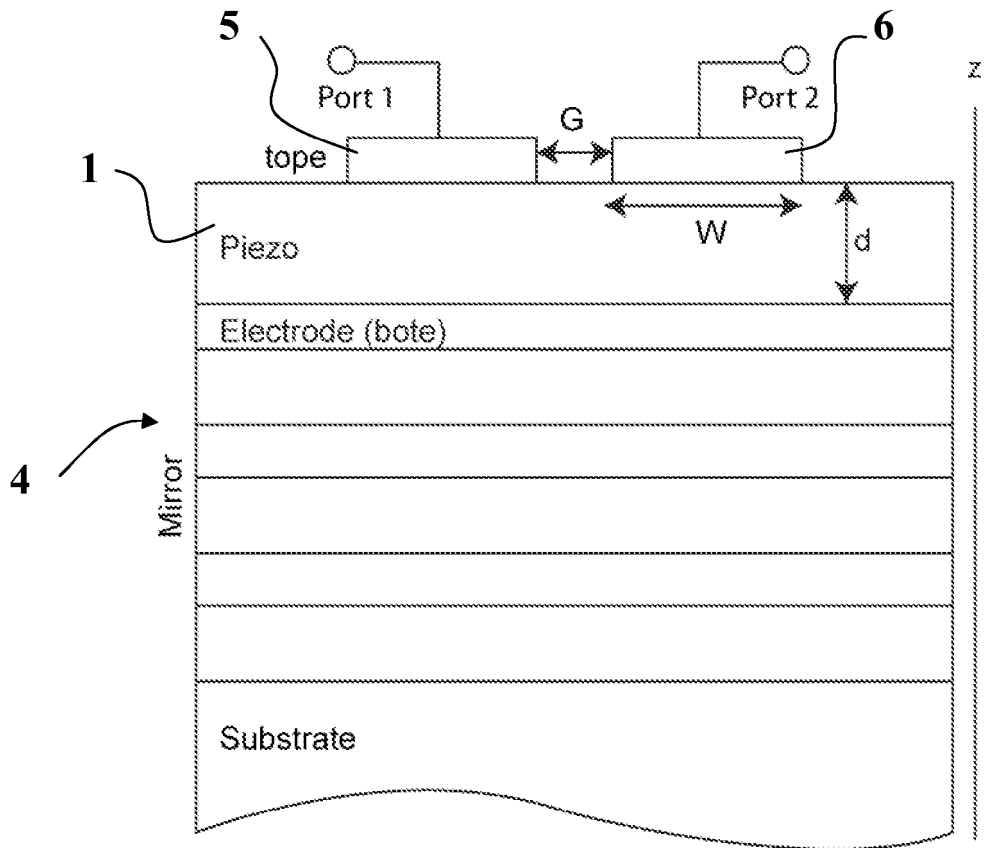 5
6
Port 1
Port 2
z
G
tope
1
W
d
Piezo
Electrode (bote)
4
Mirror
Substrate